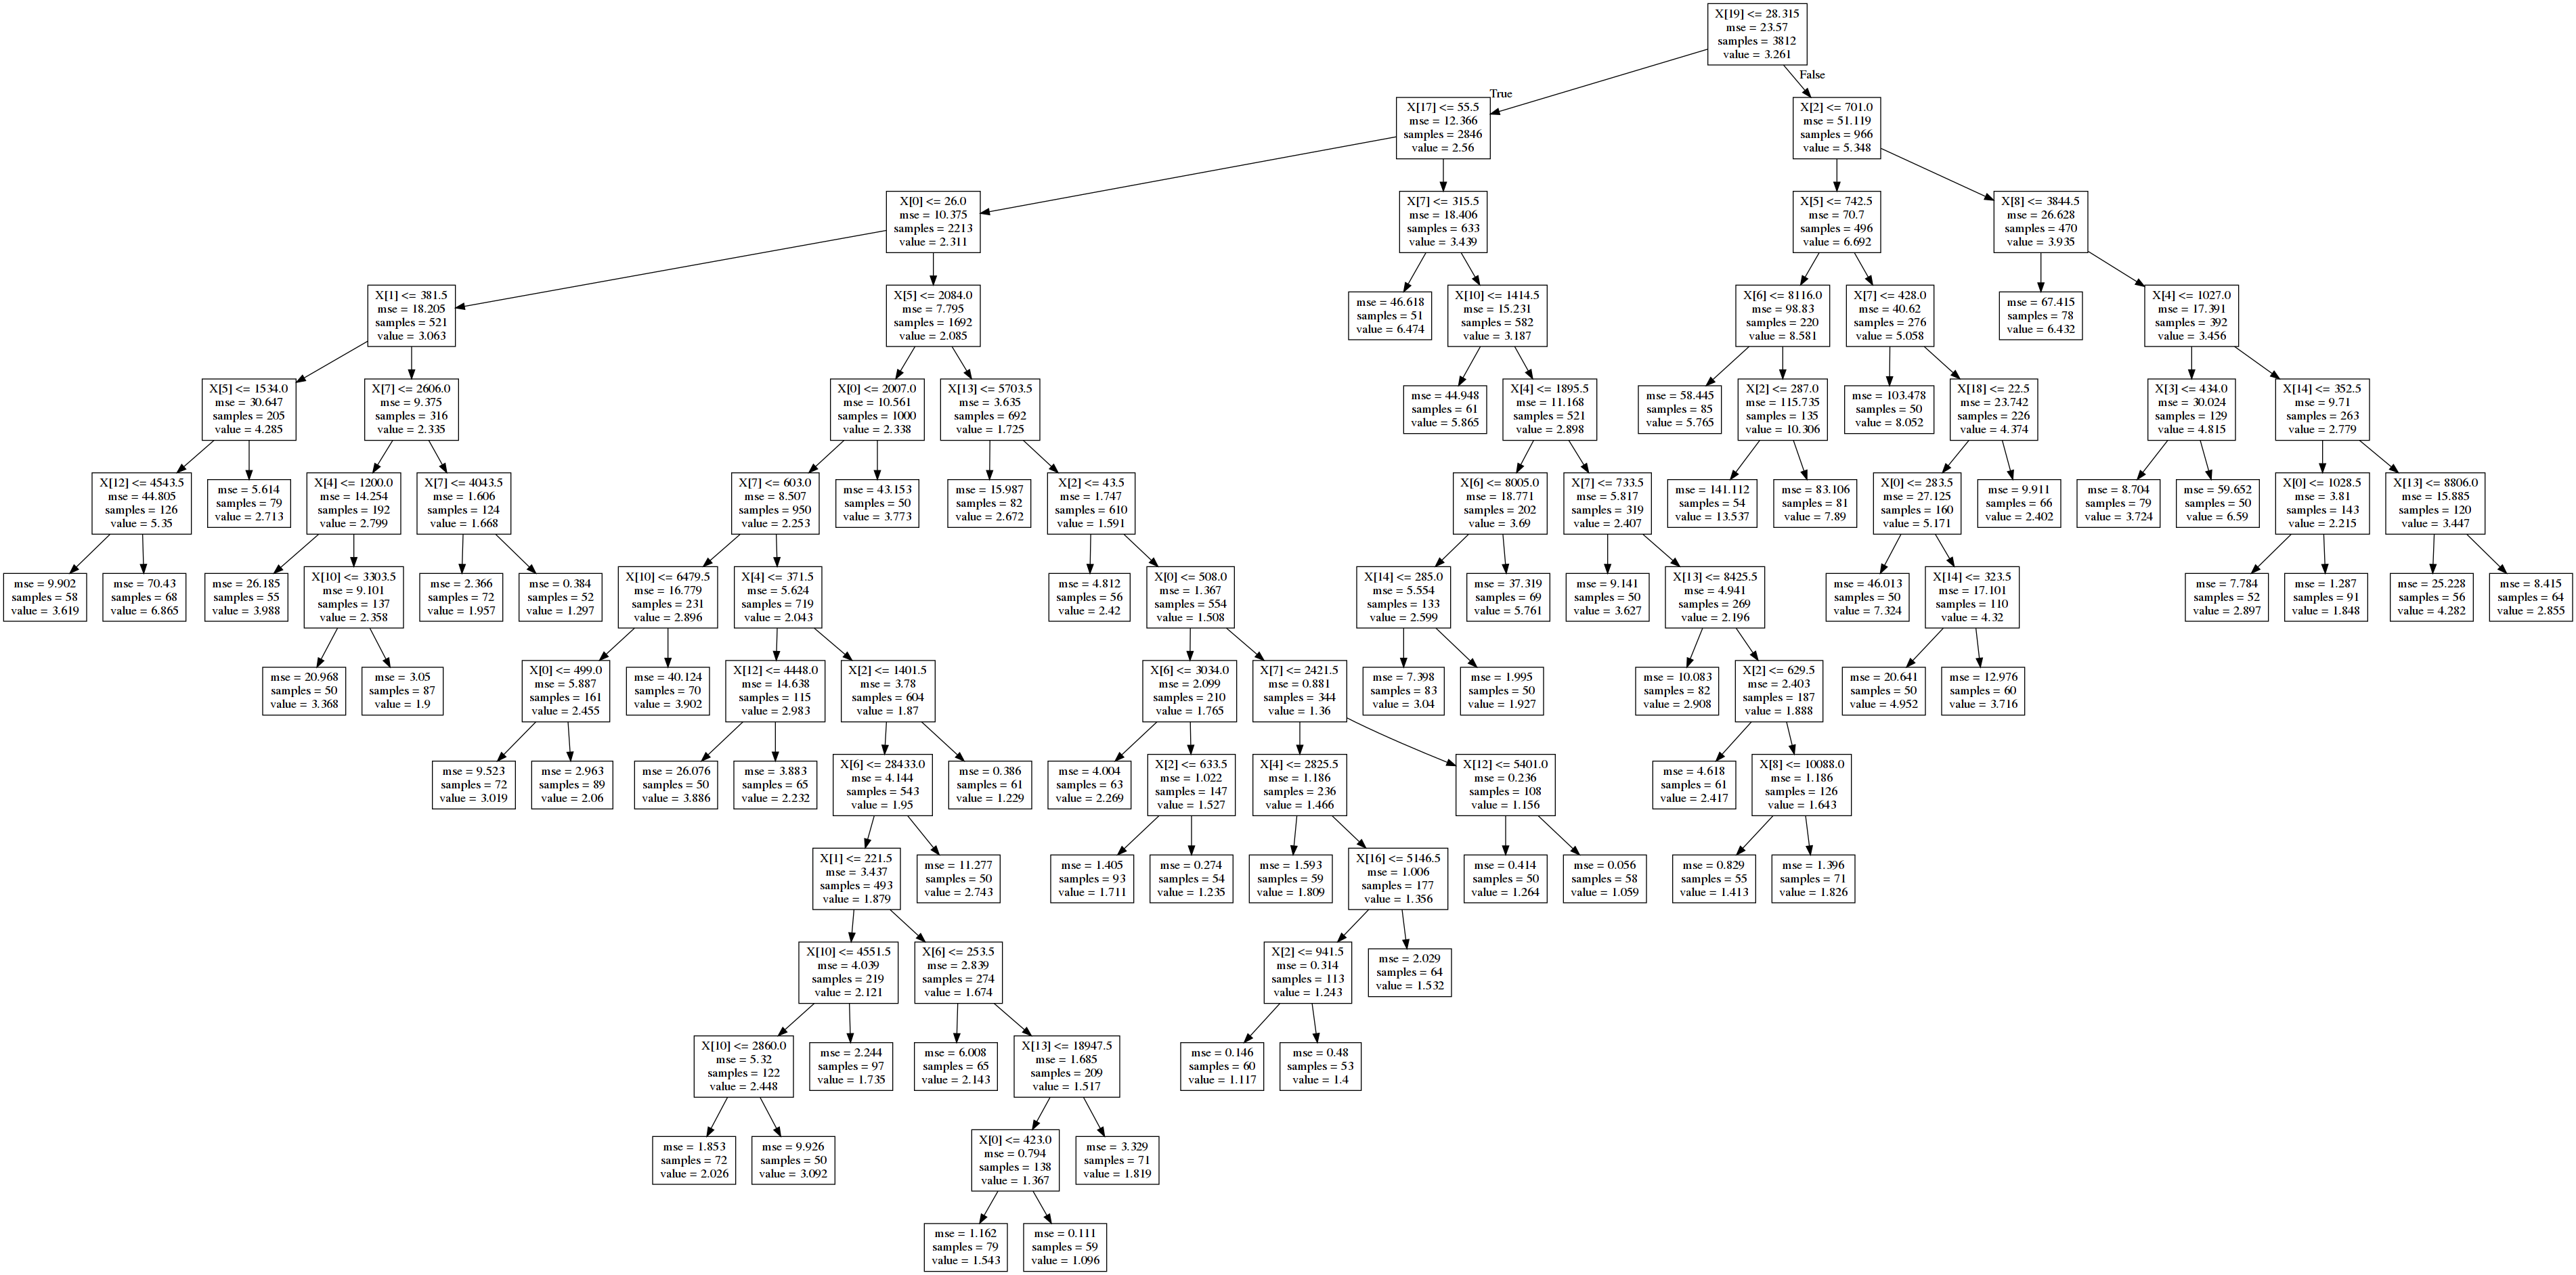 X[19] <= 28.315
mse = 23.57
samples = 3812
value = 3.261
True
False
X[17] <= 55.5
mse = 12.366
samples = 2846
value = 2.56
X[2] <= 701.0
mse = 51.119
samples = 966
value = 5.348
X[0] <= 26.0
mse = 10.375
samples = 2213
value = 2.311
X[7] <= 315.5
mse = 18.406
samples = 633
value = 3.439
X[5] <= 742.5
mse = 70.7
samples = 496
value = 6.692
X[8] <= 3844.5
mse = 26.628
samples = 470
value = 3.935
X[1] <= 381.5
mse = 18.205
samples = 521
value = 3.063
X[5] <= 2084.0
mse = 7.795
samples = 1692
value = 2.085
mse = 46.618
samples = 51
value = 6.474
X[10] <= 1414.5
mse = 15.231
samples = 582
value = 3.187
X[6] <= 8116.0
mse = 98.83
samples = 220
value = 8.581
X[7] <= 428.0
mse = 40.62
samples = 276
value = 5.058
mse = 67.415
samples = 78
value = 6.432
X[4] <= 1027.0
mse = 17.391
samples = 392
value = 3.456
X[5] <= 1534.0
mse = 30.647
samples = 205
value = 4.285
X[7] <= 2606.0
mse = 9.375
samples = 316
value = 2.335
X[0] <= 2007.0
mse = 10.561
samples = 1000
value = 2.338
X[13] <= 5703.5
mse = 3.635
samples = 692
value = 1.725
mse = 44.948
samples = 61
value = 5.865
X[4] <= 1895.5
mse = 11.168
samples = 521
value = 2.898
mse = 58.445
samples = 85
value = 5.765
X[2] <= 287.0
mse = 115.735
samples = 135
value = 10.306
mse = 103.478
samples = 50
value = 8.052
X[18] <= 22.5
mse = 23.742
samples = 226
value = 4.374
X[3] <= 434.0
mse = 30.024
samples = 129
value = 4.815
X[14] <= 352.5
mse = 9.71
samples = 263
value = 2.779
X[12] <= 4543.5
mse = 44.805
samples = 126
value = 5.35
mse = 5.614
samples = 79
value = 2.713
X[4] <= 1200.0
mse = 14.254
samples = 192
value = 2.799
X[7] <= 4043.5
mse = 1.606
samples = 124
value = 1.668
X[7] <= 603.0
mse = 8.507
samples = 950
value = 2.253
mse = 43.153
samples = 50
value = 3.773
mse = 15.987
samples = 82
value = 2.672
X[2] <= 43.5
mse = 1.747
samples = 610
value = 1.591
X[6] <= 8005.0
mse = 18.771
samples = 202
value = 3.69
X[7] <= 733.5
mse = 5.817
samples = 319
value = 2.407
mse = 141.112
samples = 54
value = 13.537
mse = 83.106
samples = 81
value = 7.89
X[0] <= 283.5
mse = 27.125
samples = 160
value = 5.171
mse = 9.911
samples = 66
value = 2.402
mse = 8.704
samples = 79
value = 3.724
mse = 59.652
samples = 50
value = 6.59
X[0] <= 1028.5
mse = 3.81
samples = 143
value = 2.215
X[13] <= 8806.0
mse = 15.885
samples = 120
value = 3.447
mse = 9.902
samples = 58
value = 3.619
mse = 70.43
samples = 68
value = 6.865
mse = 26.185
samples = 55
value = 3.988
X[10] <= 3303.5
mse = 9.101
samples = 137
value = 2.358
mse = 2.366
samples = 72
value = 1.957
mse = 0.384
samples = 52
value = 1.297
X[10] <= 6479.5
mse = 16.779
samples = 231
value = 2.896
X[4] <= 371.5
mse = 5.624
samples = 719
value = 2.043
mse = 4.812
samples = 56
value = 2.42
X[0] <= 508.0
mse = 1.367
samples = 554
value = 1.508
X[14] <= 285.0
mse = 5.554
samples = 133
value = 2.599
mse = 37.319
samples = 69
value = 5.761
mse = 9.141
samples = 50
value = 3.627
X[13] <= 8425.5
mse = 4.941
samples = 269
value = 2.196
mse = 46.013
samples = 50
value = 7.324
X[14] <= 323.5
mse = 17.101
samples = 110
value = 4.32
mse = 7.784
samples = 52
value = 2.897
mse = 1.287
samples = 91
value = 1.848
mse = 25.228
samples = 56
value = 4.282
mse = 8.415
samples = 64
value = 2.855
mse = 20.968
samples = 50
value = 3.368
mse = 3.05
samples = 87
value = 1.9
X[0] <= 499.0
mse = 5.887
samples = 161
value = 2.455
mse = 40.124
samples = 70
value = 3.902
X[12] <= 4448.0
mse = 14.638
samples = 115
value = 2.983
X[2] <= 1401.5
mse = 3.78
samples = 604
value = 1.87
X[6] <= 3034.0
mse = 2.099
samples = 210
value = 1.765
X[7] <= 2421.5
mse = 0.881
samples = 344
value = 1.36
mse = 7.398
samples = 83
value = 3.04
mse = 1.995
samples = 50
value = 1.927
mse = 10.083
samples = 82
value = 2.908
X[2] <= 629.5
mse = 2.403
samples = 187
value = 1.888
mse = 20.641
samples = 50
value = 4.952
mse = 12.976
samples = 60
value = 3.716
mse = 9.523
samples = 72
value = 3.019
mse = 2.963
samples = 89
value = 2.06
mse = 26.076
samples = 50
value = 3.886
mse = 3.883
samples = 65
value = 2.232
X[6] <= 28433.0
mse = 4.144
samples = 543
value = 1.95
mse = 0.386
samples = 61
value = 1.229
mse = 4.004
samples = 63
value = 2.269
X[2] <= 633.5
mse = 1.022
samples = 147
value = 1.527
X[4] <= 2825.5
mse = 1.186
samples = 236
value = 1.466
X[12] <= 5401.0
mse = 0.236
samples = 108
value = 1.156
mse = 4.618
samples = 61
value = 2.417
X[8] <= 10088.0
mse = 1.186
samples = 126
value = 1.643
X[1] <= 221.5
mse = 3.437
samples = 493
value = 1.879
mse = 11.277
samples = 50
value = 2.743
mse = 1.405
samples = 93
value = 1.711
mse = 0.274
samples = 54
value = 1.235
mse = 1.593
samples = 59
value = 1.809
X[16] <= 5146.5
mse = 1.006
samples = 177
value = 1.356
mse = 0.414
samples = 50
value = 1.264
mse = 0.056
samples = 58
value = 1.059
mse = 0.829
samples = 55
value = 1.413
mse = 1.396
samples = 71
value = 1.826
X[10] <= 4551.5
mse = 4.039
samples = 219
value = 2.121
X[6] <= 253.5
mse = 2.839
samples = 274
value = 1.674
X[2] <= 941.5
mse = 0.314
samples = 113
value = 1.243
mse = 2.029
samples = 64
value = 1.532
X[10] <= 2860.0
mse = 5.32
samples = 122
value = 2.448
mse = 2.244
samples = 97
value = 1.735
mse = 6.008
samples = 65
value = 2.143
X[13] <= 18947.5
mse = 1.685
samples = 209
value = 1.517
mse = 0.146
samples = 60
value = 1.117
mse = 0.48
samples = 53
value = 1.4
mse = 1.853
samples = 72
value = 2.026
mse = 9.926
samples = 50
value = 3.092
X[0] <= 423.0
mse = 0.794
samples = 138
value = 1.367
mse = 3.329
samples = 71
value = 1.819
mse = 1.162
samples = 79
value = 1.543
mse = 0.111
samples = 59
value = 1.096